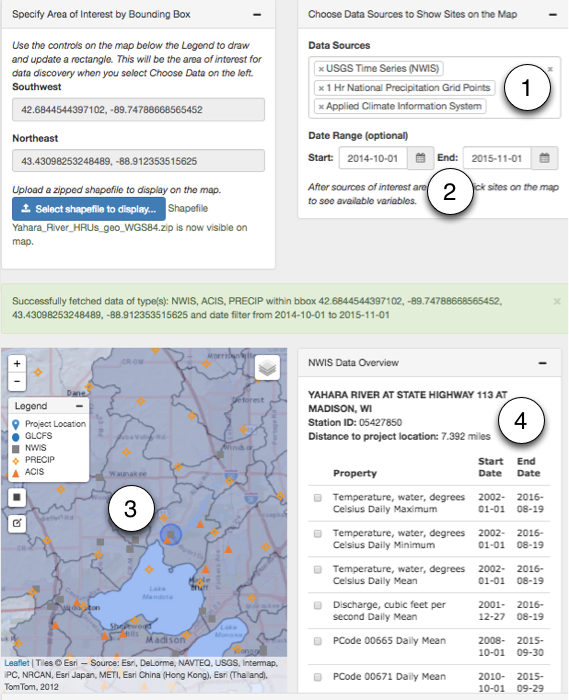 Specify Area of Interest by Bounding Box
Use the controls on the map below the Legend to draw
and update a rectangle. This will be the area of interest
for data discovery when you select Choose Data on the left.
Southwest
42.6844544397102, -89.74788668565452
Northeast
43.43098253248489, -88.912353515625
Upload a zipped shapefile to display on the map.
Select shapefile to display... Shapefile
Yahara_River_HRUs_geo_WGS84.zip is now visible on
map.
Choose Data Sources to Show Sites on the Map
Data Sources
× USGS Time Series (NWIS)
× 1 Hr National Precipitation Grid Points
× Applied Climate Information System
×
1
Date Range (optional)
Start: 2014-10-01 End: 2015-11-01
After sources of interest are ick sites on the map
to see available variables.
2
Successfully fetched data of type(s): NWIS, ACIS, PRECIP within bbox 42.6844544397102, -89.74788668565452,
43.43098253248489, -88.912353515625 and date filter from 2014-10-01 to 2015-11-01
×
+
−
Legend
Project Location
GLCFS
NWIS
PRECIP
ACIS
3
Dane
Deforest
Windsor
Waunakee
Lake
Mendota
Maple
Bluff
Shorewood
Hills
Madison
Lake
Monona
Leaflet | Tiles © Esri — Source: Esri, DeLorme, NAVTEQ, USGS, Intermap,
iPC, NRCAN, Esri Japan, METI, Esri China (Hong Kong), Esri (Thailand),
TomTom, 2012
NWIS Data Overview
YAHARA RIVER AT STATE HIGHWAY 113 AT
MADISON, WI
Station ID: 05427850
Distance to project location: 7.392 miles
4
Property Start Date End Date
Temperature, water, degrees 2002- 2016-
Celsius Daily Maximum 01-01 08-19
Temperature, water, degrees 2002- 2016-
Celsius Daily Minimum 01-01 08-19
Temperature, water, degrees 2002- 2016-
Celsius Daily Mean 01-01 08-19
Discharge, cubic feet per 2001- 2016-
second Daily Mean 12-27 08-19
PCode 00665 Daily Mean 2008- 2015-
10-01 09-30
PCode 00671 Daily Mean 2010- 2015-
10-01 09-29